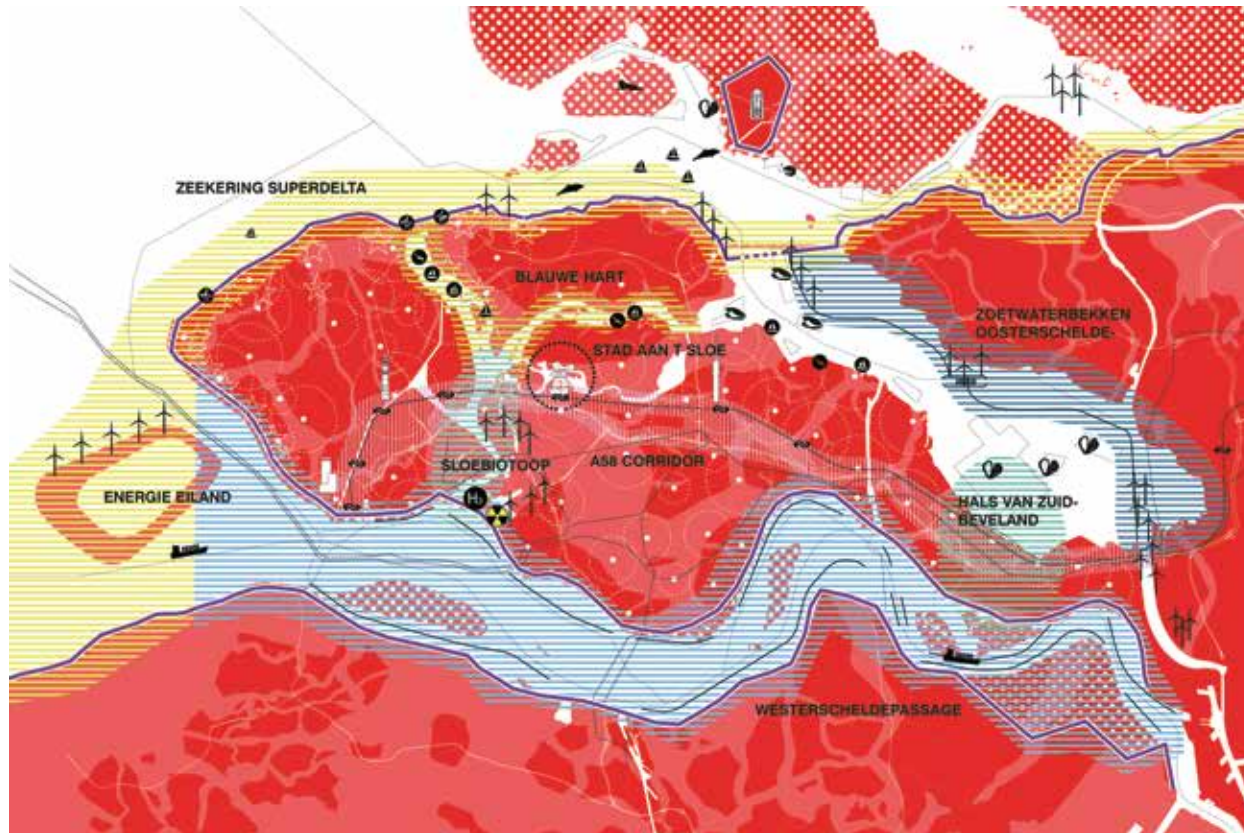 ZEEKERING SUPERDELTA
BLAUWE HART
ZOETWATERBEKKEN
OOSTERSCHELDE-
STAD AAN T SLOE
SLOEBIOTOOP
A58 CORRIDOR
ENERGIE EILAND
HALS VAN ZUID-
BEVELAND
H₂
WESTERSCHELDEPASSAGE